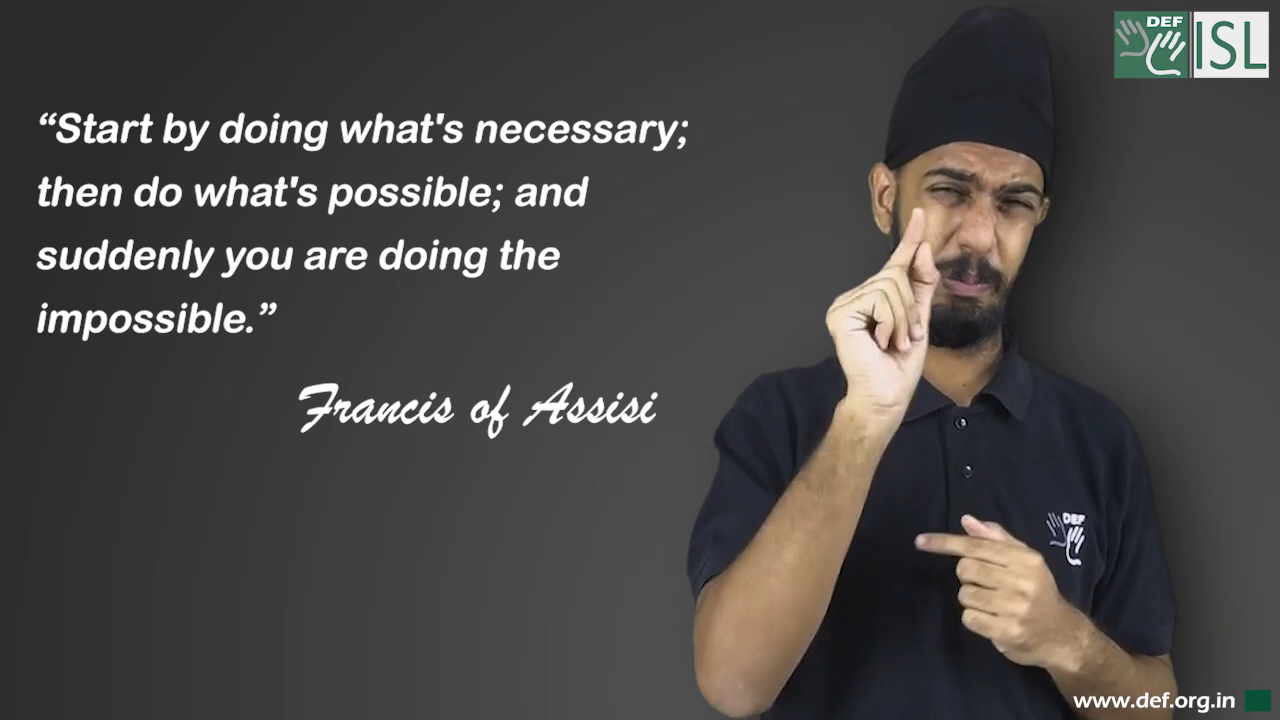 DEF
ISL
“Start by doing what's necessary;
then do what's possible; and
suddenly you are doing the
impossible.”
Francis of Assisi
DEF
www.def.org.in